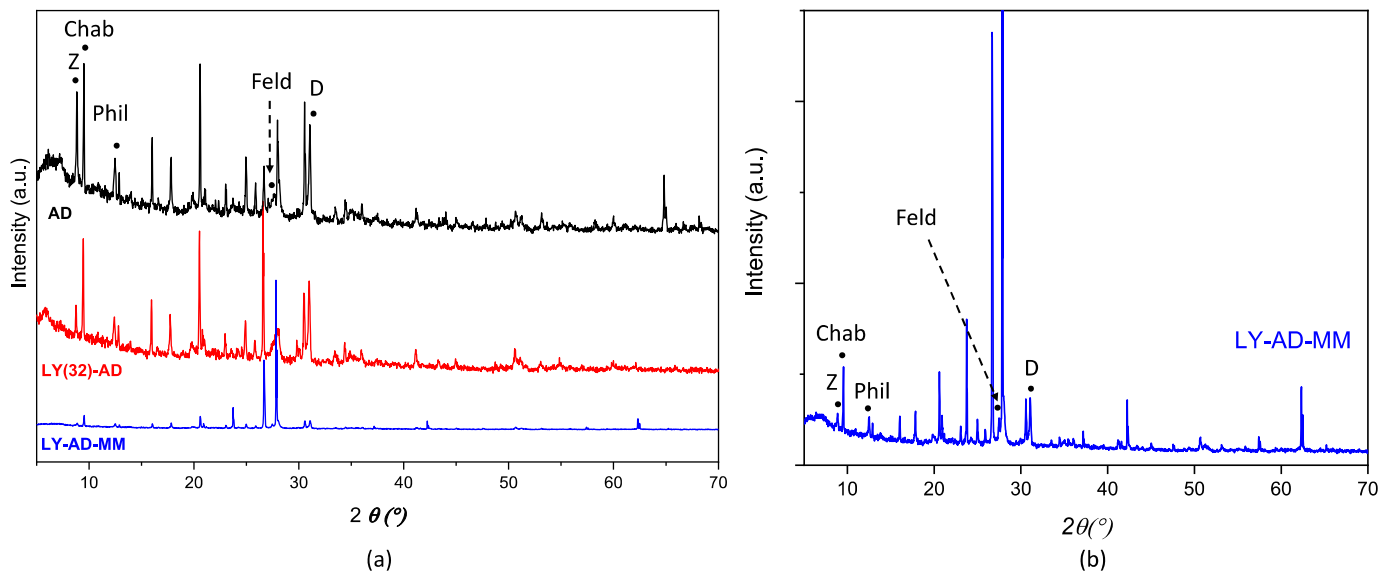 Chab
Z
Phil
Feld
D
AD
LY(32)-AD
LY-AD-MM
Intensity (a.u.)
10 20 30 40 50 60 70
2 θ (°)
(a)
LY-AD-MM
Feld
Chab
Z
Phil
D
Intensity (a.u.)
10 20 30 40 50 60 70
2θ(°)
(b)